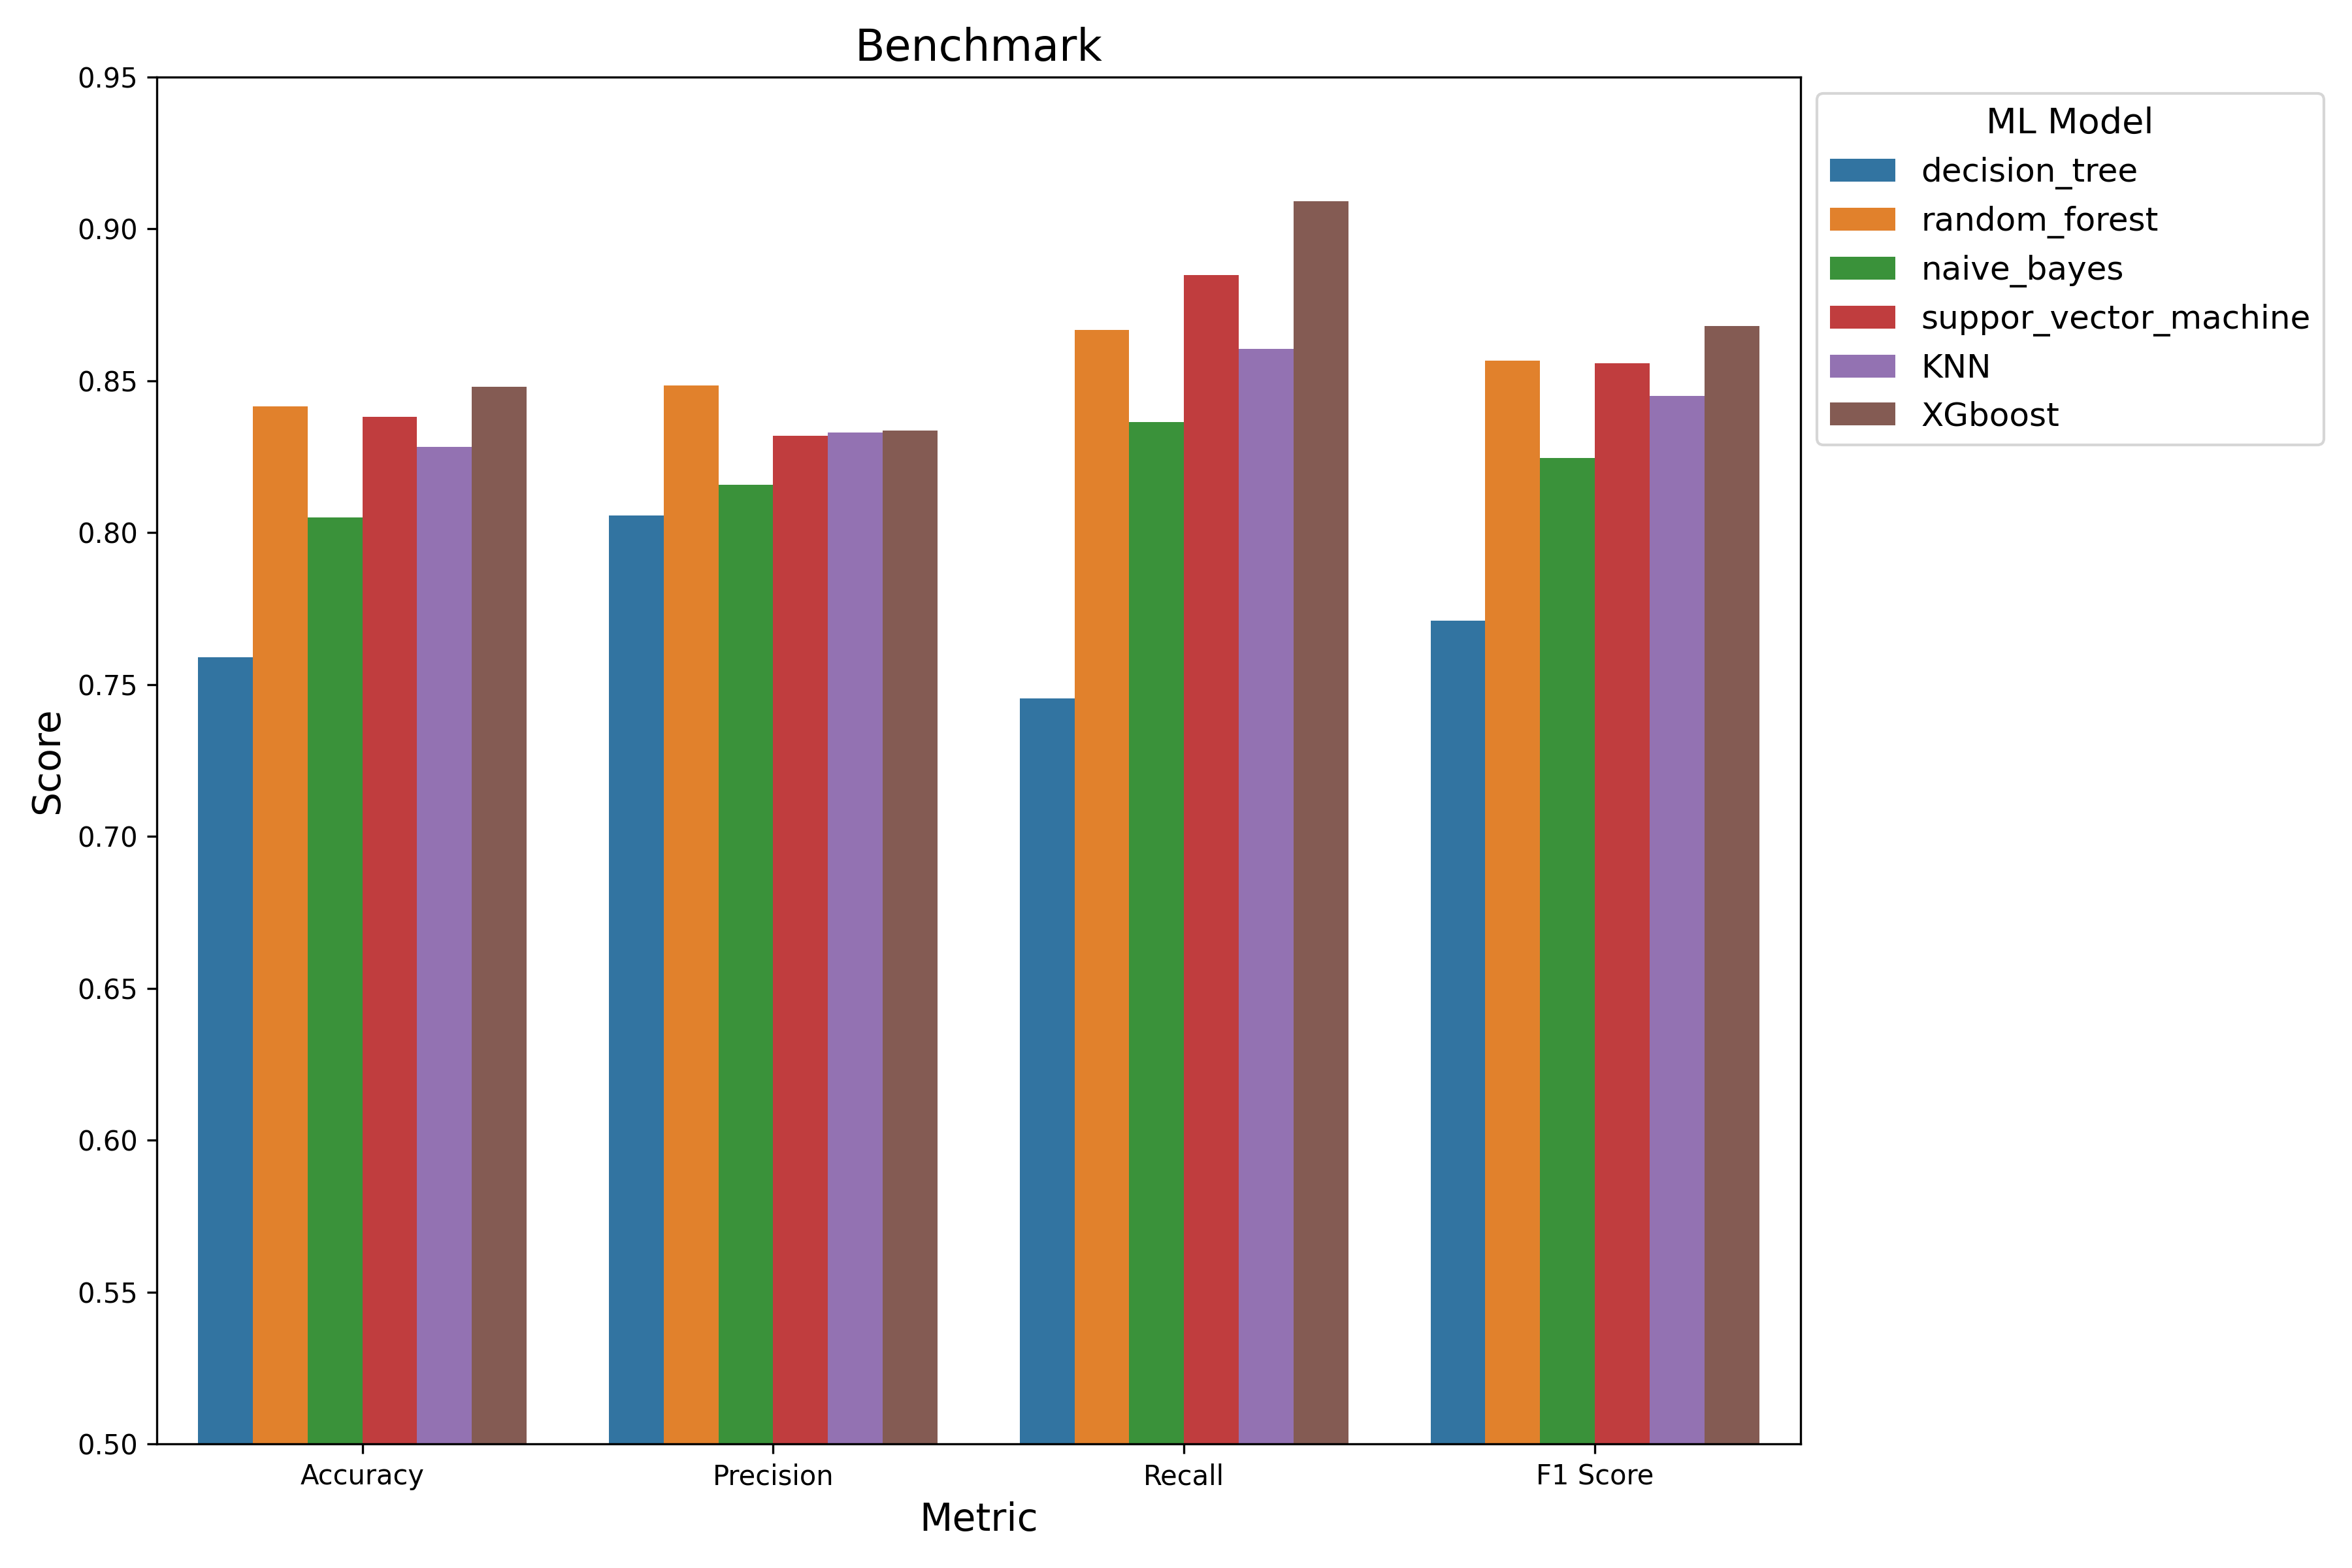 Benchmark
0.95
0.90
0.85
0.80
0.75
0.70
0.65
0.60
0.55
0.50
Score
Accuracy
Precision
Recall
F1 Score
Metric
ML Model
decision_tree
random_forest
naive_bayes
suppor_vector_machine
KNN
XGboost